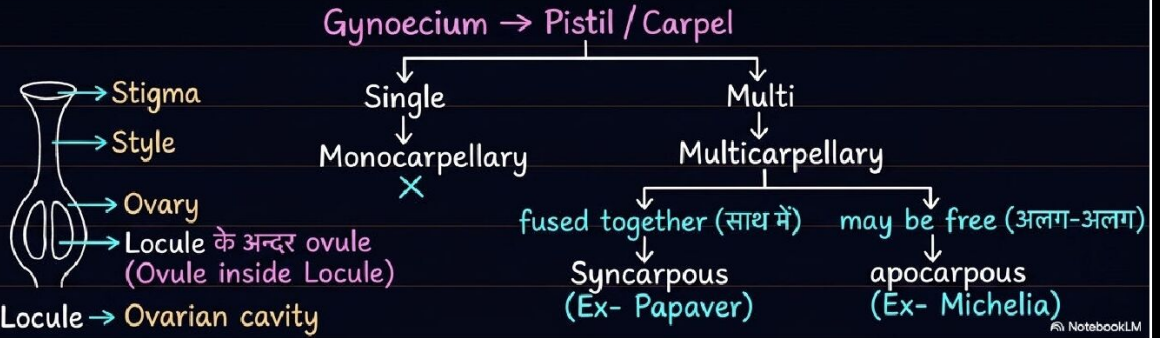 Gynoecium → Pistil / Carpel
Stigma
Style
Ovary
Locule के अन्दर ovule
(Ovule inside Locule)
Locule → Ovarian cavity
Single
Monocarpellary
×
Multi
Multicarpellary
fused together (साथ में)
Syncarpous
(Ex- Papaver)
may be free (अलग-अलग)
apocarpous
(Ex- Michelia)
NotebookLM